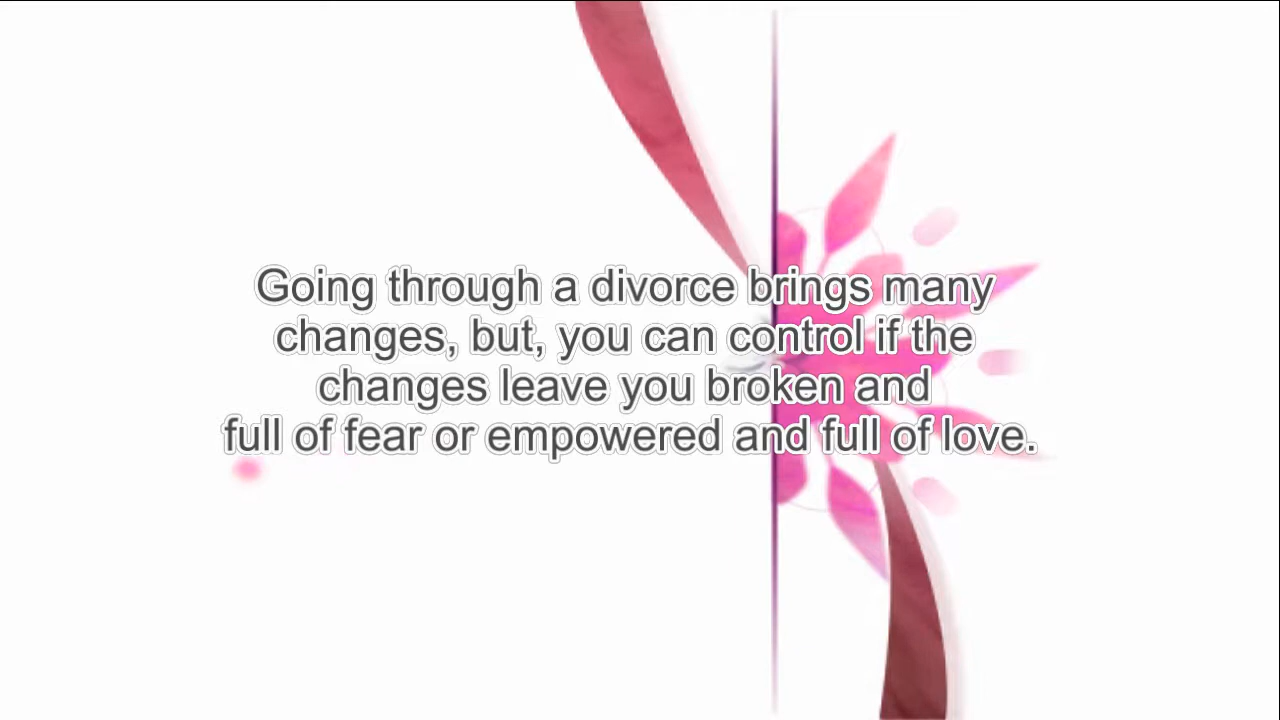 Going through a divorce brings many
changes, but, you can control if the
changes leave you broken and
full of fear or empowered and full of love.